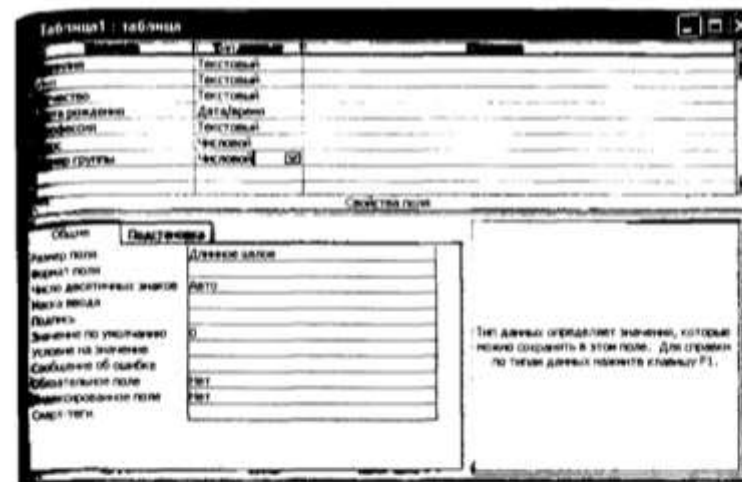 Таблица1 : таблица
Текстовый
Текстовый
Текстовый
Дата/время
Текстовый
Числовой
группы Числовой
Свойства поля
Общие Подстановка
Размер поля Длинное целое
Формат поля
Число десятичных знаков Авто
Маска ввода
Подпись
Значение по умолчанию 0
Условие на значение
Сообщение об ошибке
Обязательное поле Нет
Индексированное поле Нет
Смарт-теги
Тип данных определяет значения, которые
можно сохранять в этом поле. Для справки
по типам данных нажмите клавишу F1.